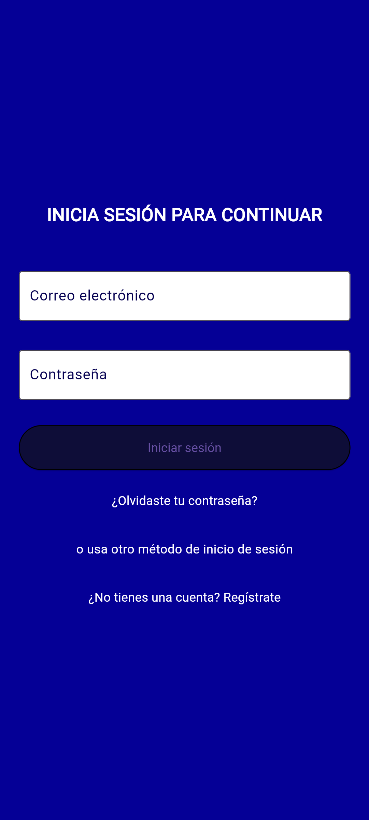 INICIA SESIÓN PARA CONTINUAR
Correo electrónico
Contraseña
Iniciar sesión
¿Olvidaste tu contraseña?
o usa otro método de inicio de sesión
¿No tienes una cuenta? Regístrate